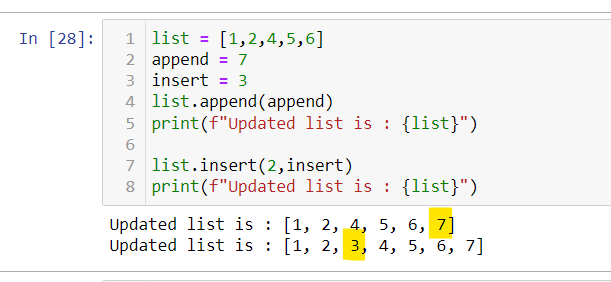 In [28]:
1 list = [1,2,4,5,6]
2 append = 7
3 insert = 3
4 list.append(append)
5 print(f"Updated list is : {list}")
6
7 list.insert(2,insert)
8 print(f"Updated list is : {list}")
Updated list is : [1, 2, 4, 5, 6, 7]
Updated list is : [1, 2, 3, 4, 5, 6, 7]